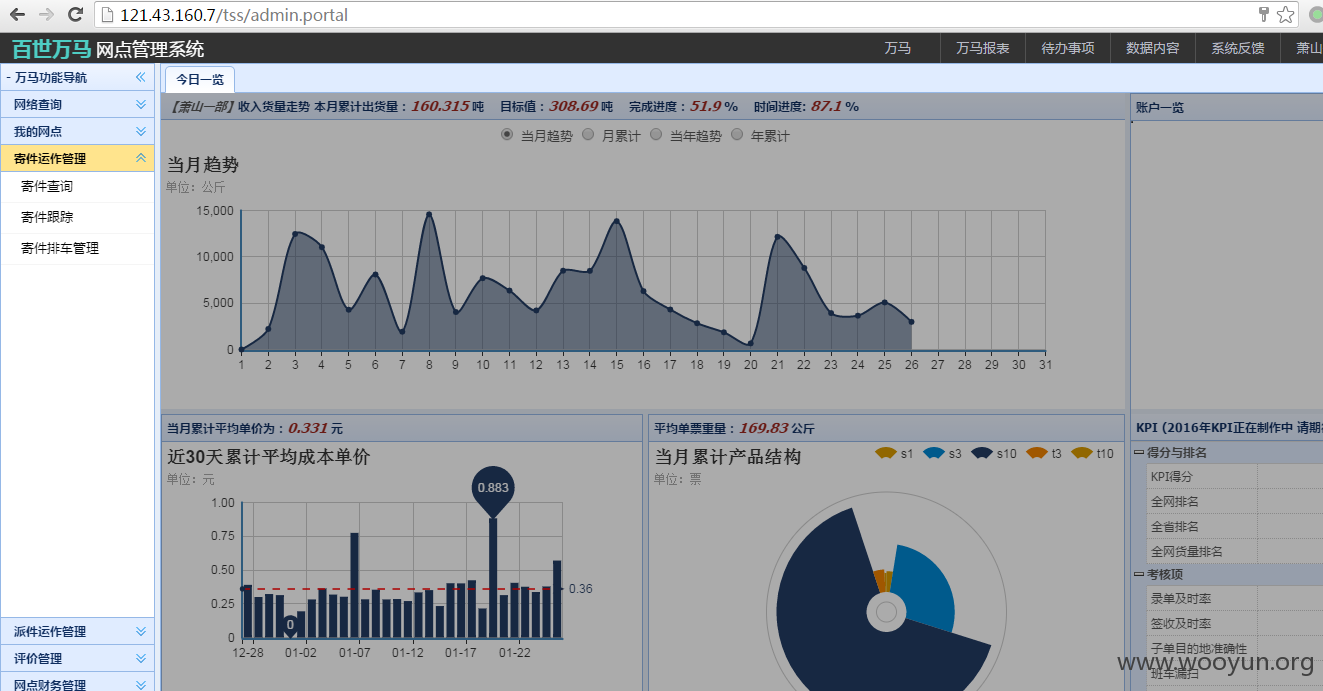 121.43.160.7/tss/admin.portal
百世万马 网点管理系统
万马 万马报表 待办事项 数据内容 系统反馈 萧山
- 万马功能导航
网络查询
我的网点
寄件运作管理
寄件查询
寄件跟踪
寄件排车管理
派件运作管理
评价管理
网点财务管理
今日一览
【萧山一部】收入货量走势 本月累计出货量：160.315 吨 目标值：308.69 吨 完成进度：51.9 % 时间进度: 87.1 %
当月趋势 月累计 当年趋势 年累计
当月趋势
单位：公斤
15,000
10,000
5,000
0
1 2 3 4 5 6 7 8 9 10 11 12 13 14 15 16 17 18 19 20 21 22 23 24 25 26 27 28 29 30 31
当月累计平均单价为：0.331 元
近30天累计平均成本单价
单位：元
1.00
0.75
0.50
0.25
0
0.883
0
0.36
12-28 01-02 01-07 01-12 01-17 01-22
平均单票重量：169.83 公斤
当月累计产品结构
单位：票
s1 s3 s10 t3 t10
账户一览
KPI (2016年KPI正在制作中 请期
得分与排名
KPI得分
全网排名
全省排名
全网货量排名
考核项
录单及时率
签收及时率
子单目的地准确性
班车漏扫
www.wooyun.org